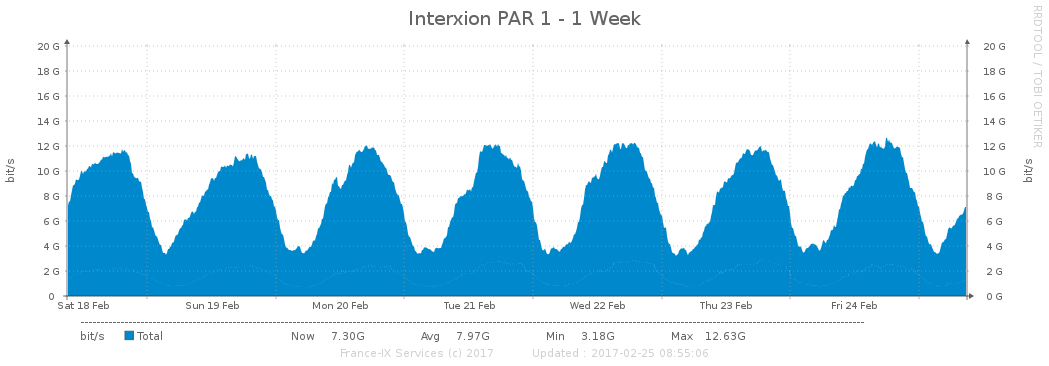 Interxion PAR 1 - 1 Week
RRDTOOL / TOBI OETIKER
bit/s
20 G 20 G
18 G 18 G
16 G 16 G
14 G 14 G
12 G 12 G
10 G 10 G
8 G 8 G
6 G 6 G
4 G 4 G
2 G 2 G
0 0 G
bit/s
Sat 18 Feb Sun 19 Feb Mon 20 Feb Tue 21 Feb Wed 22 Feb Thu 23 Feb Fri 24 Feb
bit/s Total Now 7.30G Avg 7.97G Min 3.18G Max 12.63G
France-IX Services (c) 2017 Updated : 2017-02-25 08:55:06